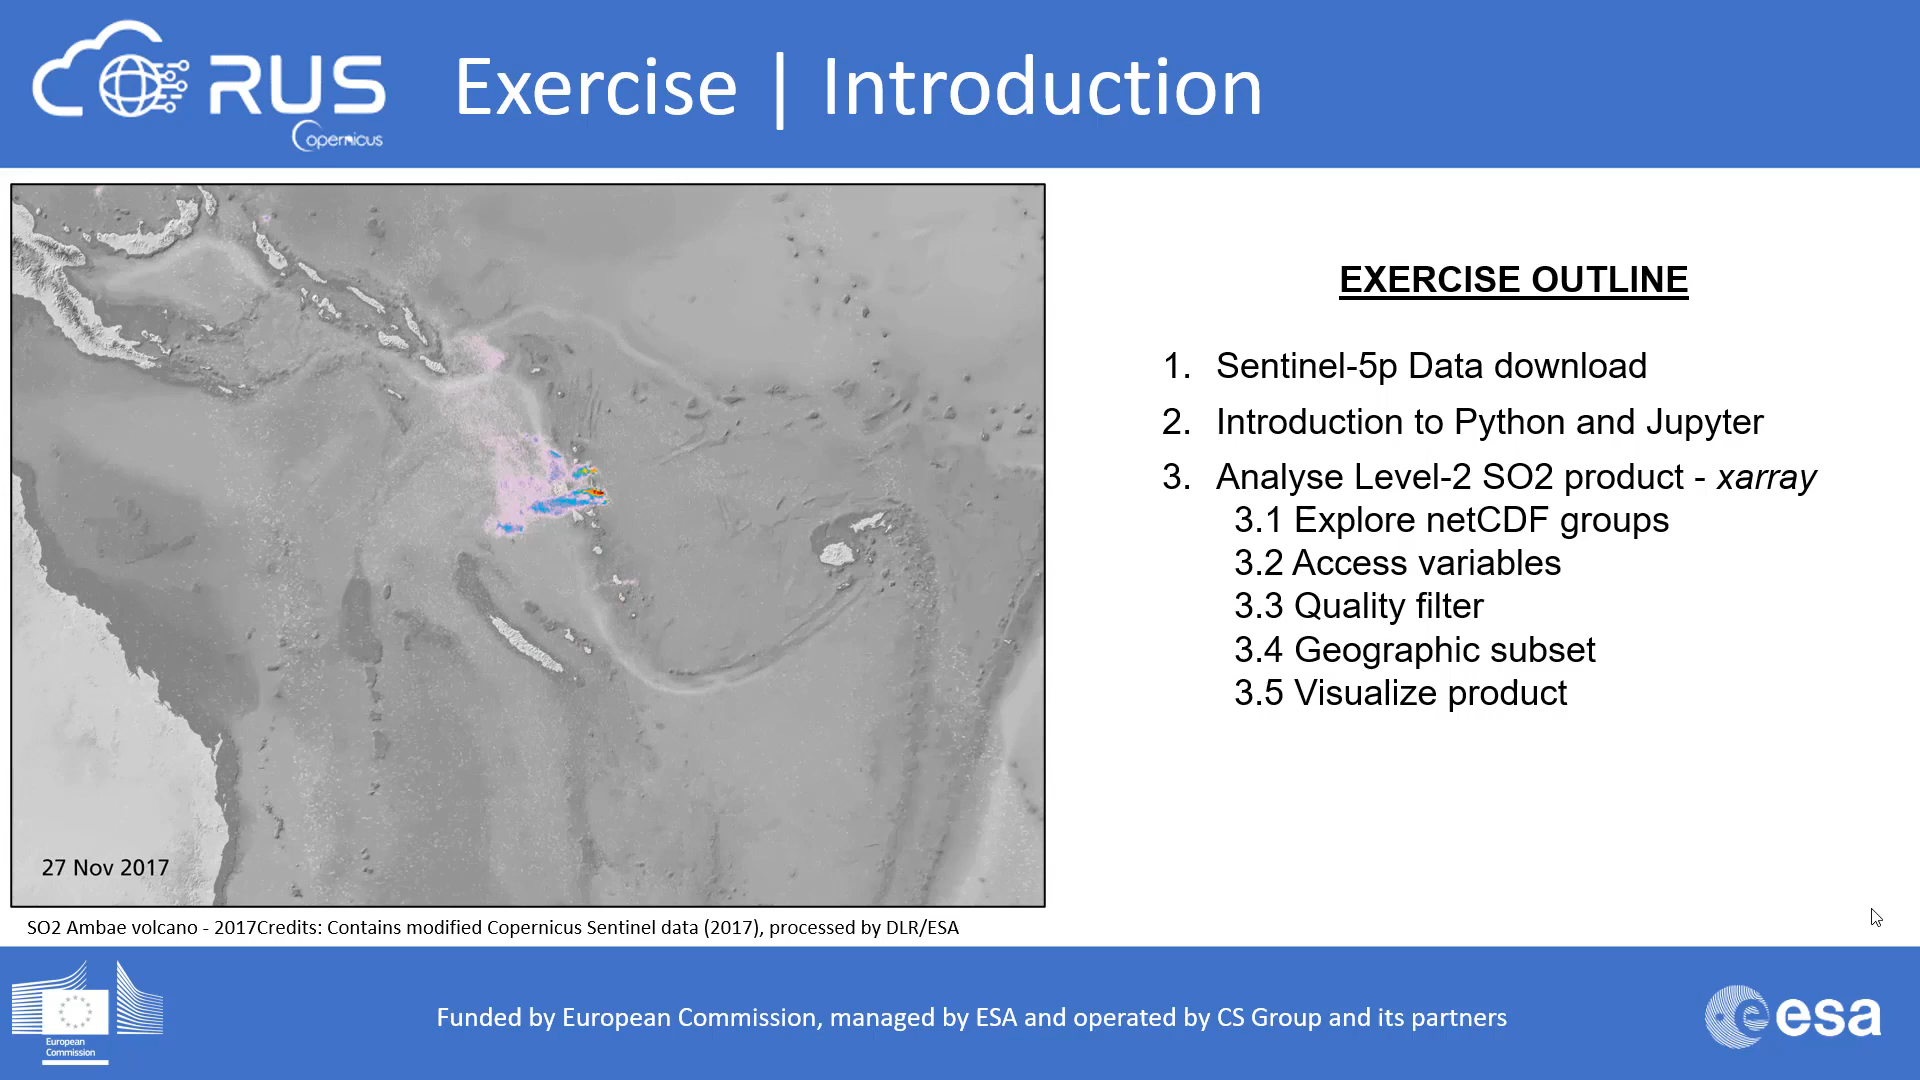 RUS
Copernicus
Exercise | Introduction
27 Nov 2017
SO2 Ambae volcano - 2017Credits: Contains modified Copernicus Sentinel data (2017), processed by DLR/ESA
EXERCISE OUTLINE
1. Sentinel-5p Data download
2. Introduction to Python and Jupyter
3. Analyse Level-2 SO2 product - xarray
3.1 Explore netCDF groups
3.2 Access variables
3.3 Quality filter
3.4 Geographic subset
3.5 Visualize product
European
Commission
Funded by European Commission, managed by ESA and operated by CS Group and its partners
esa